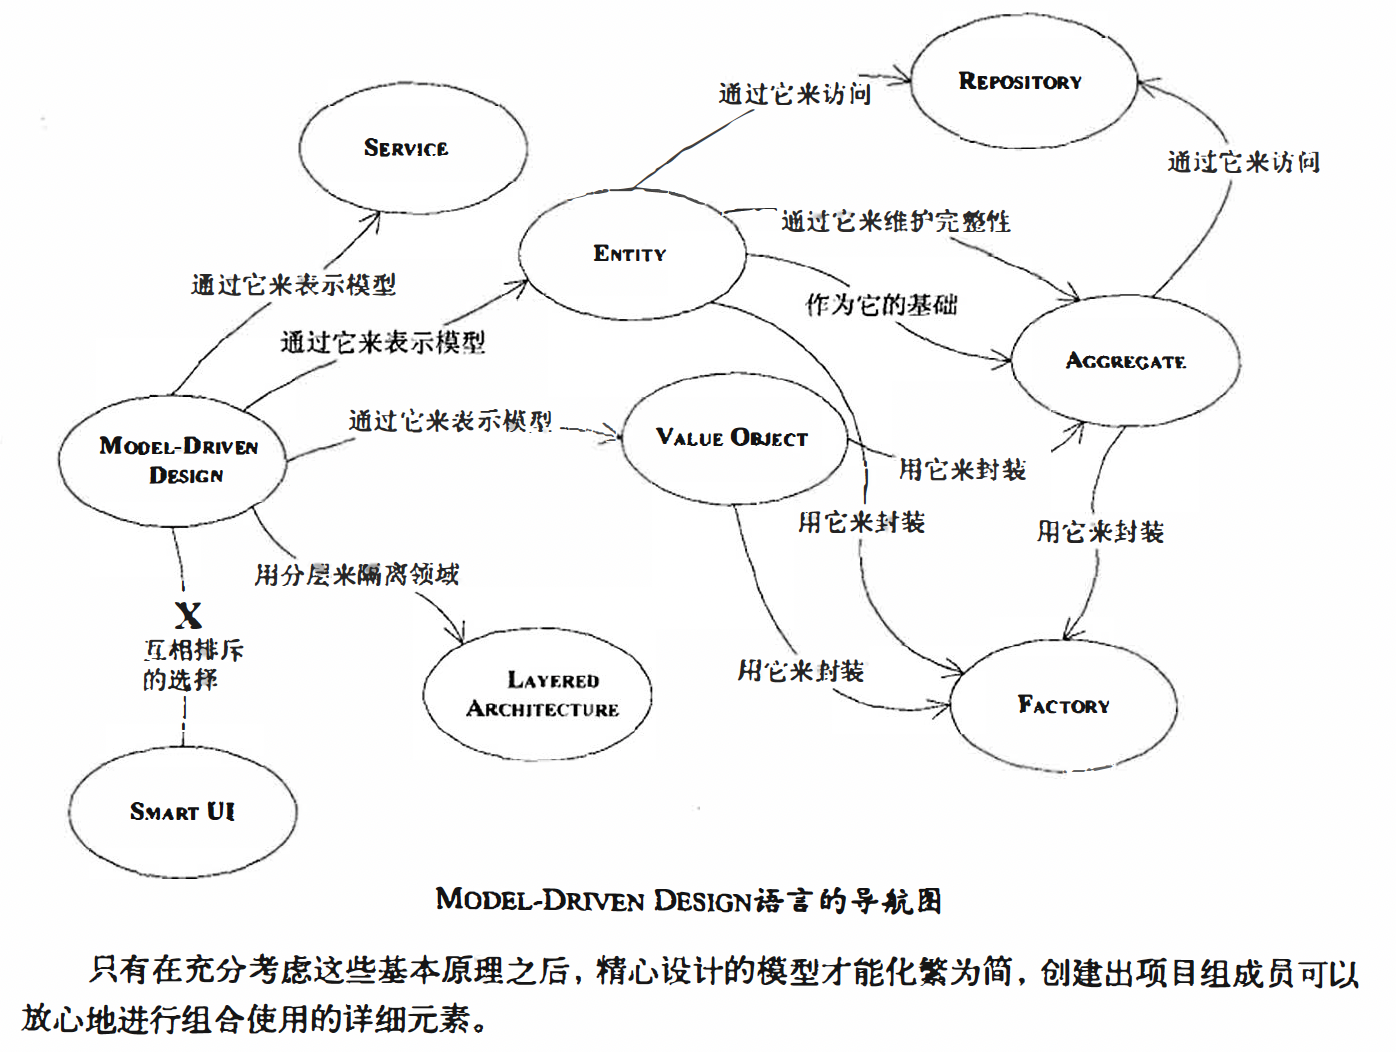 REPOSITORY
通过它来访问
SERVICE
通过它来访问
通过它来维护完整性
ENTITY
通过它来表示模型
作为它的基础
通过它来表示模型
AGGREGATE
通过它来表示模型
VALUE OBJECT
MODEL-DRIVEN
DESIGN
用它来封装
用它来封装
用它来封装
用分层来隔离领域
X
互相排斥
的选择
用它来封装
LAYERED
ARCHITECTURE
FACTORY
SMART UI
MODEL-DRIVEN DESIGN语言的导航图
只有在充分考虑这些基本原理之后，精心设计的模型才能化繁为简，创建出项目组成员可以
放心地进行组合使用的详细元素。